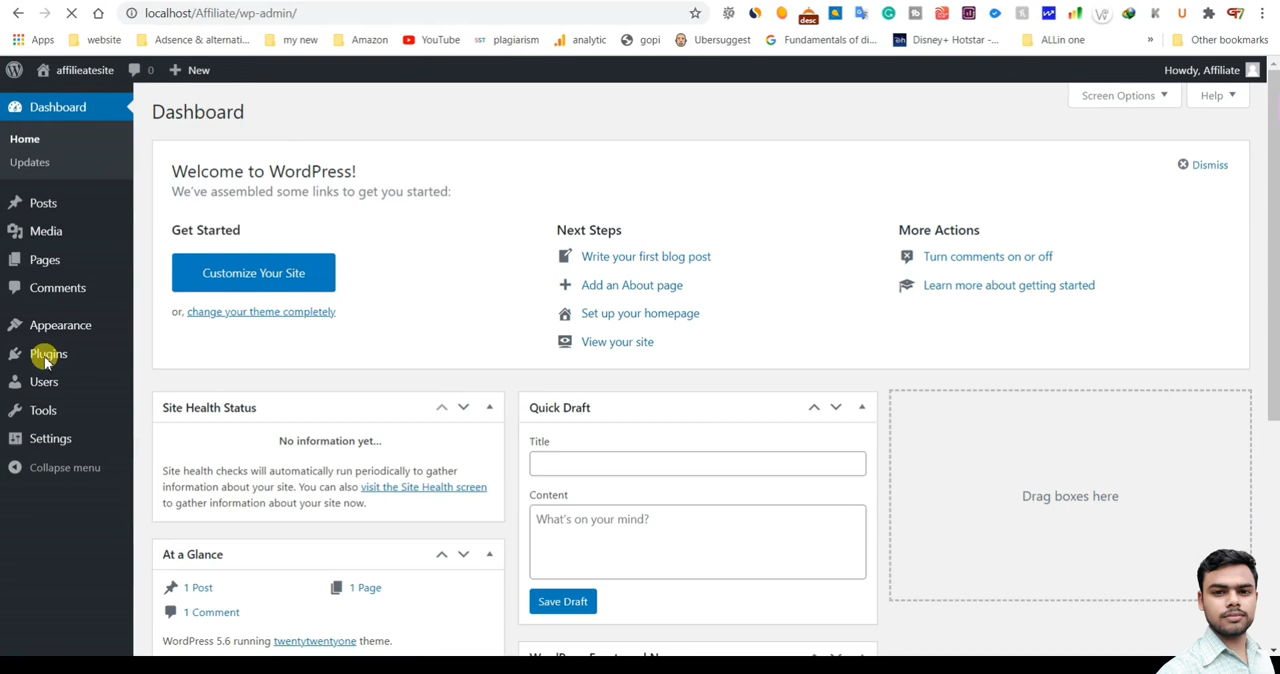 localhost/Affiliate/wp-admin/
desc
Apps website Adsence & alternati... my new Amazon YouTube SST plagiarism analytic gopi Ubersuggest Fundamentals of di... Disney+ Hotstar -... ALLin one » Other bookmarks
affilieatesite 0 New Howdy, Affiliate
Dashboard
Home
Updates
Posts
Media
Pages
Comments
Appearance
Plugins
Users
Tools
Settings
Collapse menu
Screen Options Help
Dashboard
Welcome to WordPress!
Dismiss
We've assembled some links to get you started:
Get Started
Customize Your Site
or, change your theme completely
Next Steps
Write your first blog post
Add an About page
Set up your homepage
View your site
More Actions
Turn comments on or off
Learn more about getting started
Site Health Status
No information yet...
Site health checks will automatically run periodically to gather
information about your site. You can also visit the Site Health screen
to gather information about your site now.
At a Glance
1 Post 1 Page
1 Comment
WordPress 5.6 running twentytwentyone theme.
Quick Draft
Title
Content
What's on your mind?
Save Draft
Drag boxes here